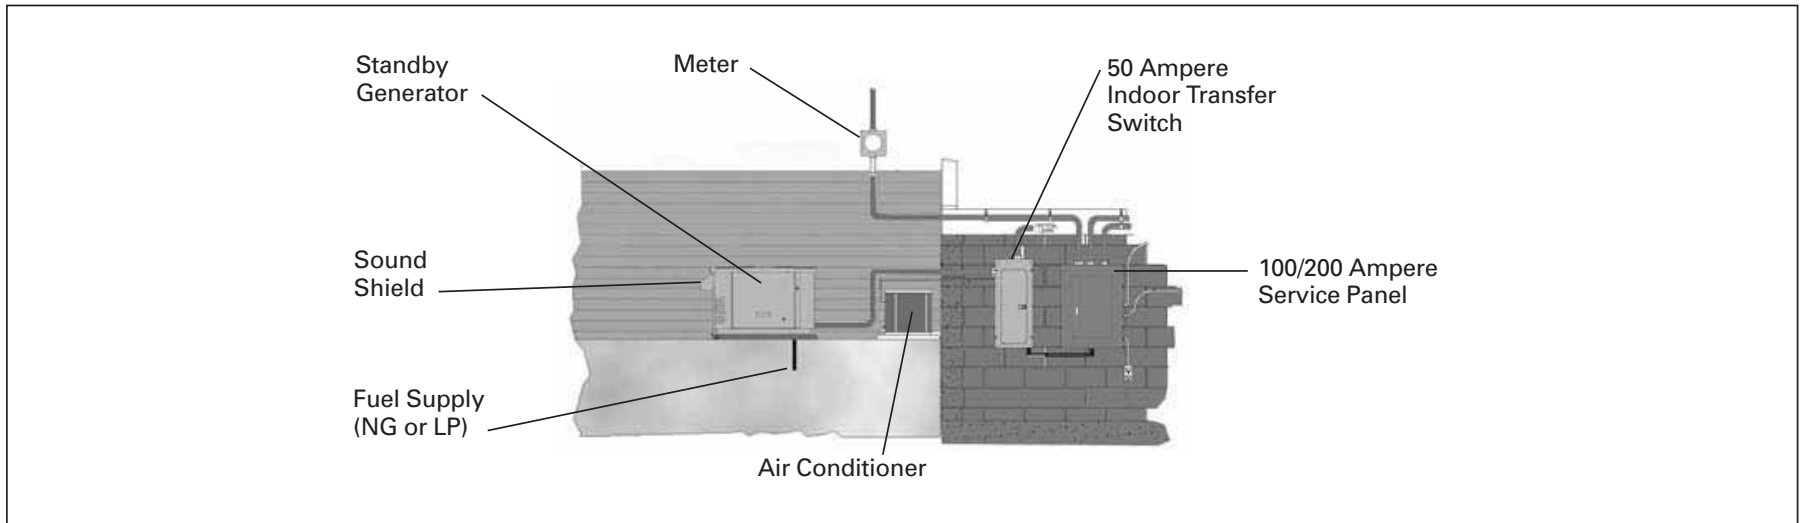 Standby
Generator
Meter
50 Ampere
Indoor Transfer
Switch
Sound
Shield
100/200 Ampere
Service Panel
Fuel Supply
(NG or LP)
Air Conditioner